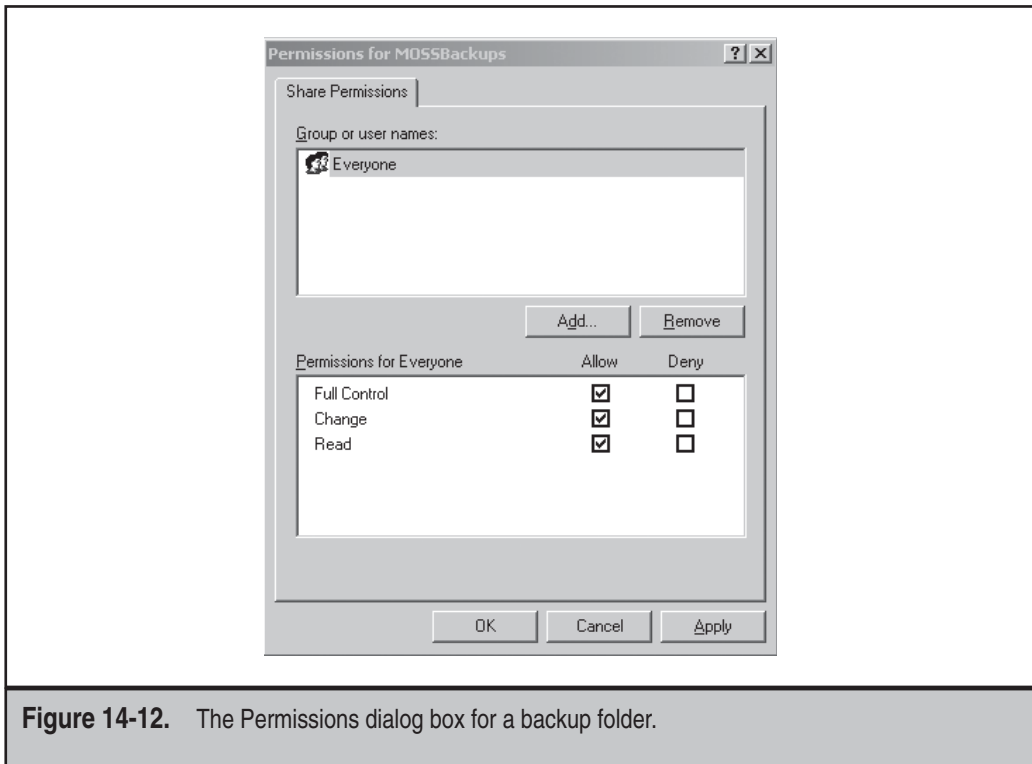 Permissions for MOSSBackups
Share Permissions
Group or user names:
Everyone
Add... Remove
Permissions for Everyone Allow Deny
Full Control
Change
Read
OK Cancel Apply
Figure 14-12. The Permissions dialog box for a backup folder.